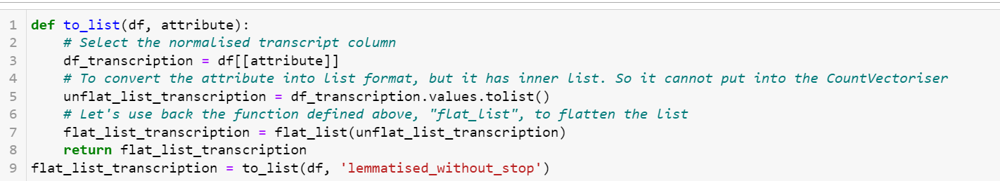 1 def to_list(df, attribute):
2     # Select the normalised transcript column
3     df_transcription = df[[attribute]]
4     # To convert the attribute into list format, but it has inner list. So it cannot put into the CountVectoriser
5     unflat_list_transcription = df_transcription.values.tolist()
6     # Let's use back the function defined above, "flat_list", to flatten the list
7     flat_list_transcription = flat_list(unflat_list_transcription)
8     return flat_list_transcription
9 flat_list_transcription = to_list(df, 'lemmatised_without_stop')